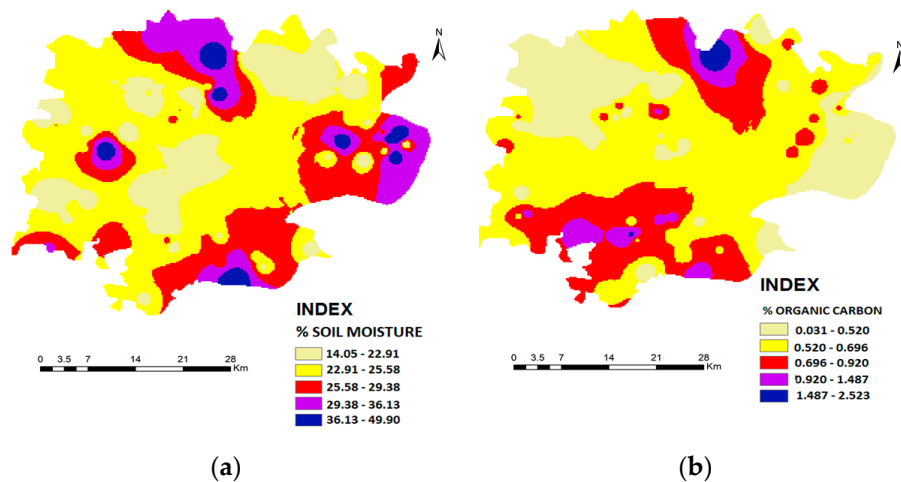 N
N
INDEX
% SOIL MOISTURE
14.05 - 22.91
22.91 - 25.58
25.58 - 29.38
29.38 - 36.13
36.13 - 49.90
0 3.5 7 14 21 28
Km
INDEX
% ORGANIC CARBON
0.031 - 0.520
0.520 - 0.696
0.696 - 0.920
0.920 - 1.487
1.487 - 2.523
0 3.5 7 14 21 28
Km
(a)
(b)